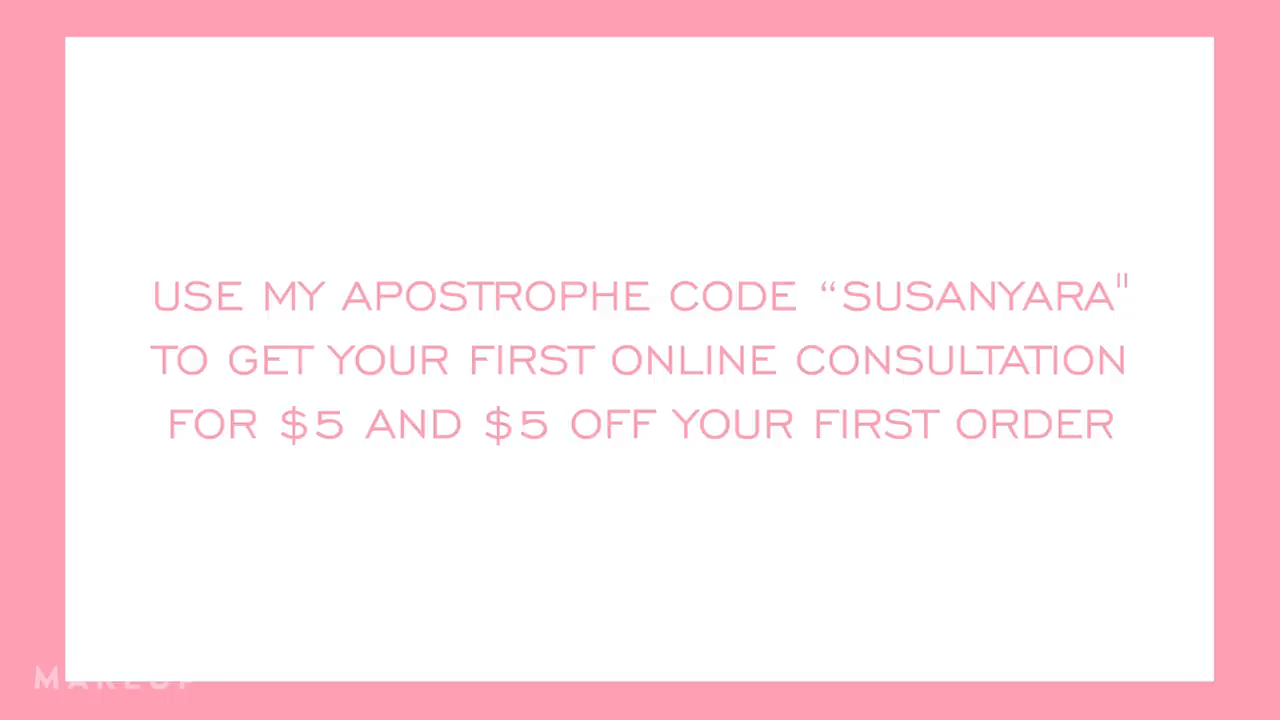 USE MY APOSTROPHE CODE “SUSANYARA"
TO GET YOUR FIRST ONLINE CONSULTATION
FOR $5 AND $5 OFF YOUR FIRST ORDER
MAKEUP